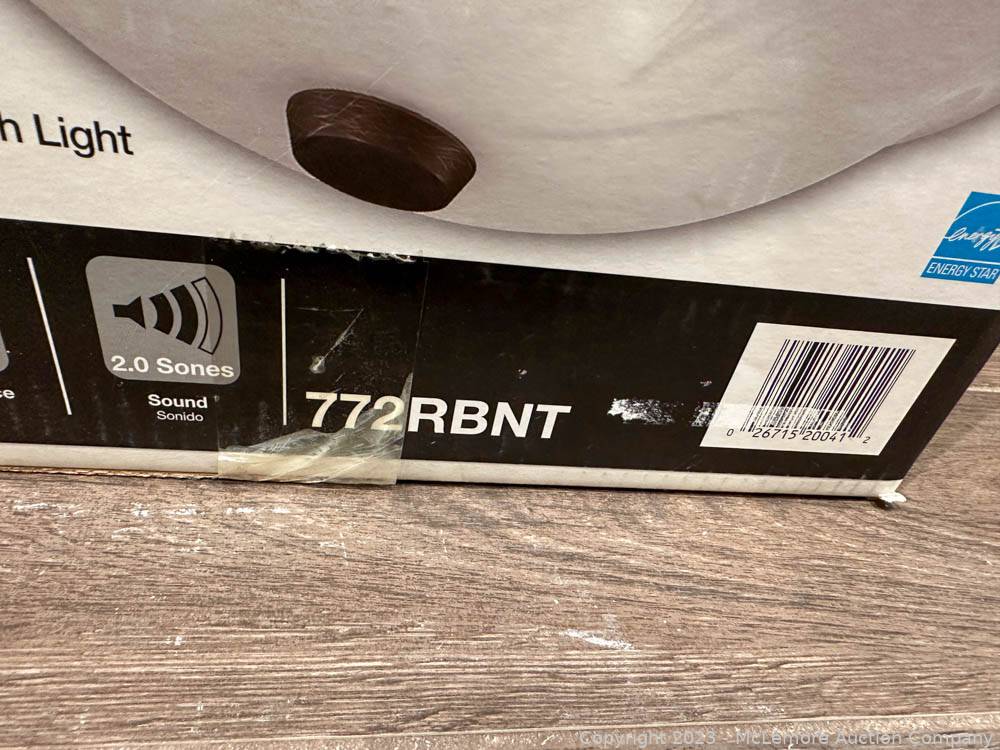 h Light
energy
ENERGY STAR
2.0 Sones
Sound
Sonido
772RBNT
0 26715 20041 2
Copyright 2023 - McLemore Auction Company